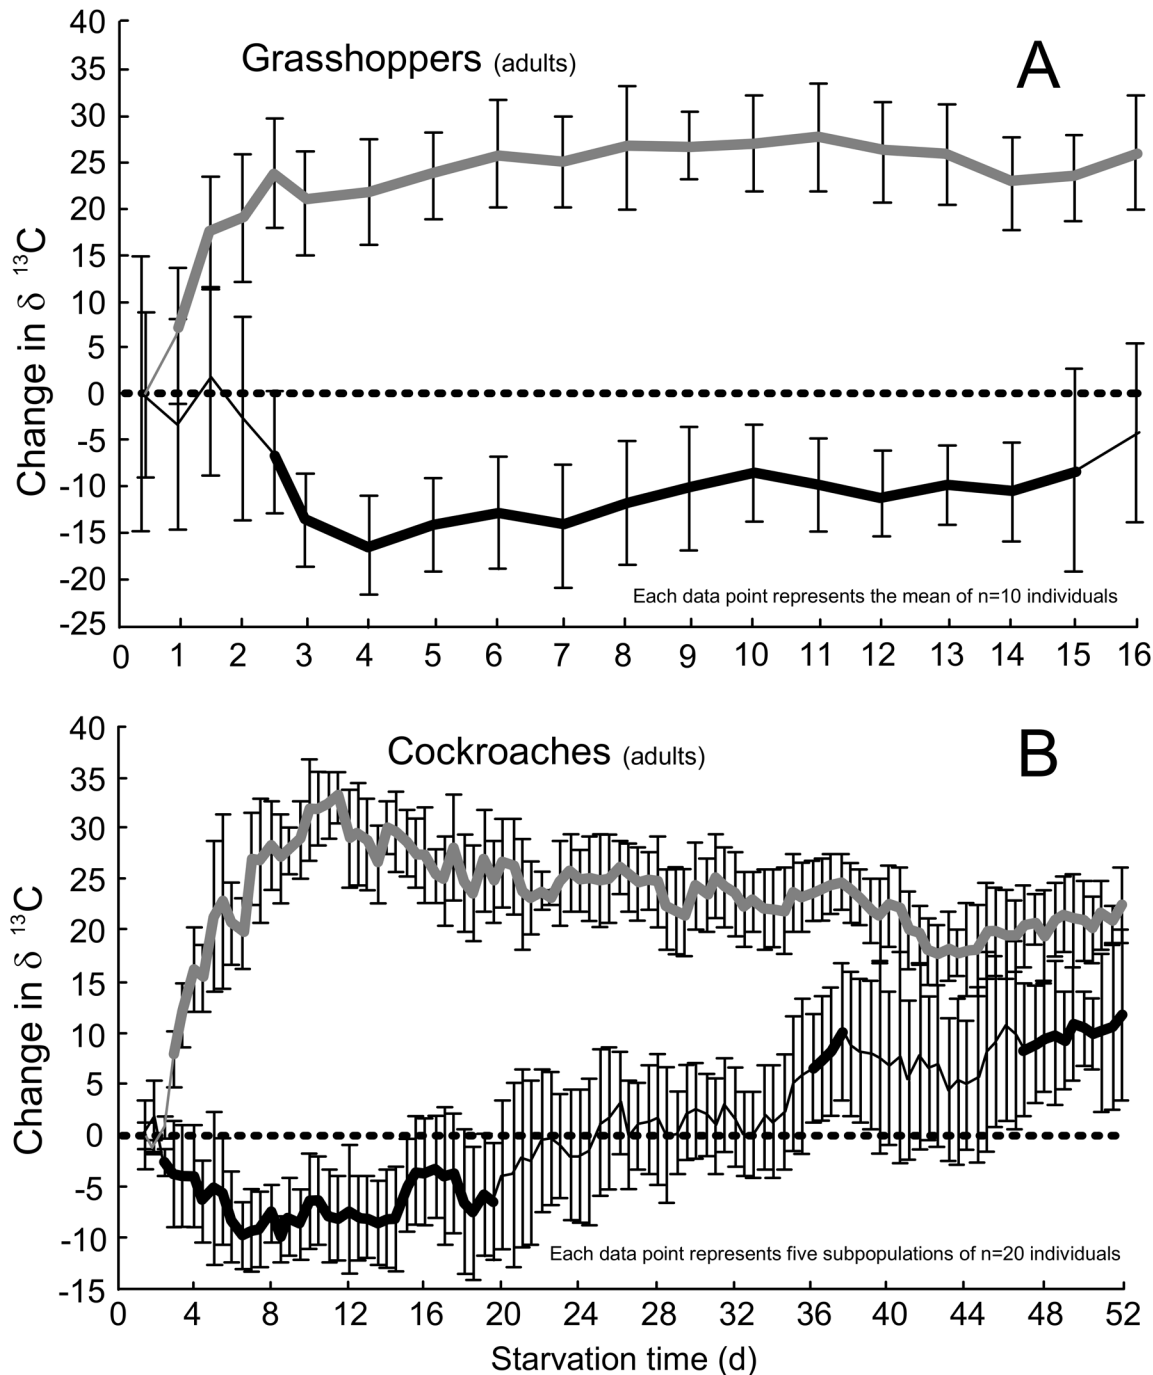 Grasshoppers (adults)
A
Change in δ ¹³C
40
35
30
25
20
15
10
5
0
-5
-10
-15
-20
-25
Each data point represents the mean of n=10 individuals
0 1 2 3 4 5 6 7 8 9 10 11 12 13 14 15 16
Cockroaches (adults)
B
Change in δ ¹³C
40
35
30
25
20
15
10
5
0
-5
-10
-15
Each data point represents five subpopulations of n=20 individuals
0 4 8 12 16 20 24 28 32 36 40 44 48 52
Starvation time (d)